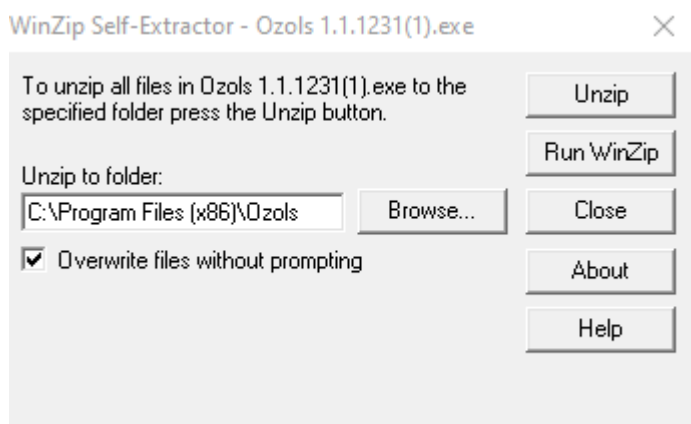 WinZip Self-Extractor - Ozols 1.1.1231(1).exe
To unzip all files in Ozols 1.1.1231(1).exe to the
specified folder press the Unzip button.
Unzip to folder:
C:\Program Files (x86)\Ozols
Browse...
Overwrite files without prompting
Unzip
Run WinZip
Close
About
Help